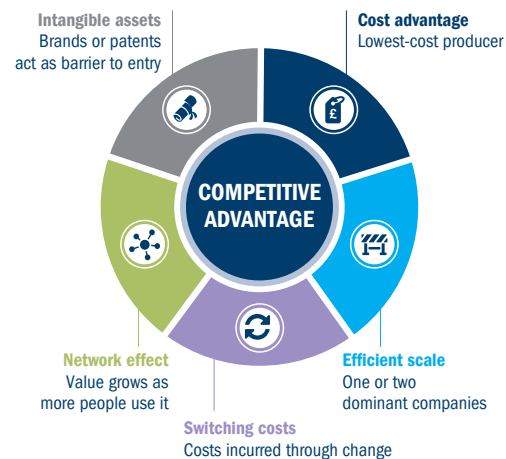 Intangible assets
Brands or patents
act as barrier to entry
Cost advantage
Lowest-cost producer
£
COMPETITIVE
ADVANTAGE
Network effect
Value grows as
more people use it
Efficient scale
One or two
dominant companies
Switching costs
Costs incurred through change